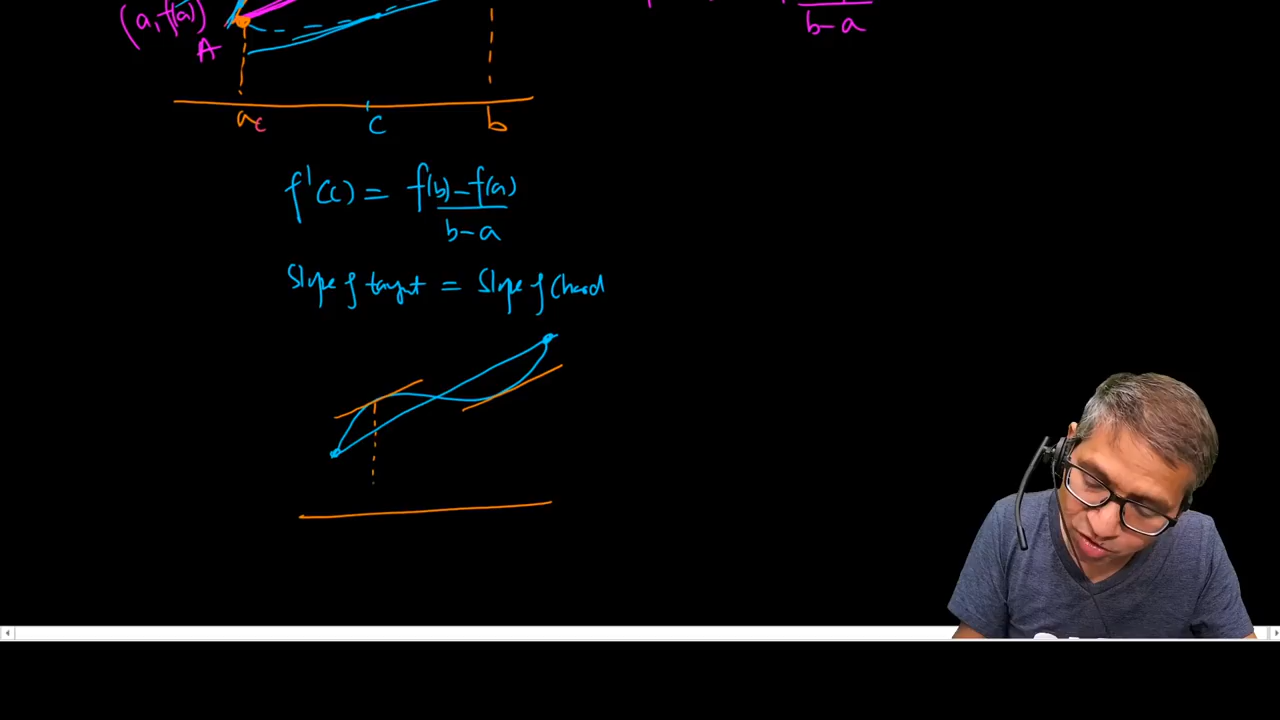 (a, f(a))
A
b-a
a c
c
b
f'(c) = f(b)-f(a)
b-a
Slope of tangent = Slope of Chord